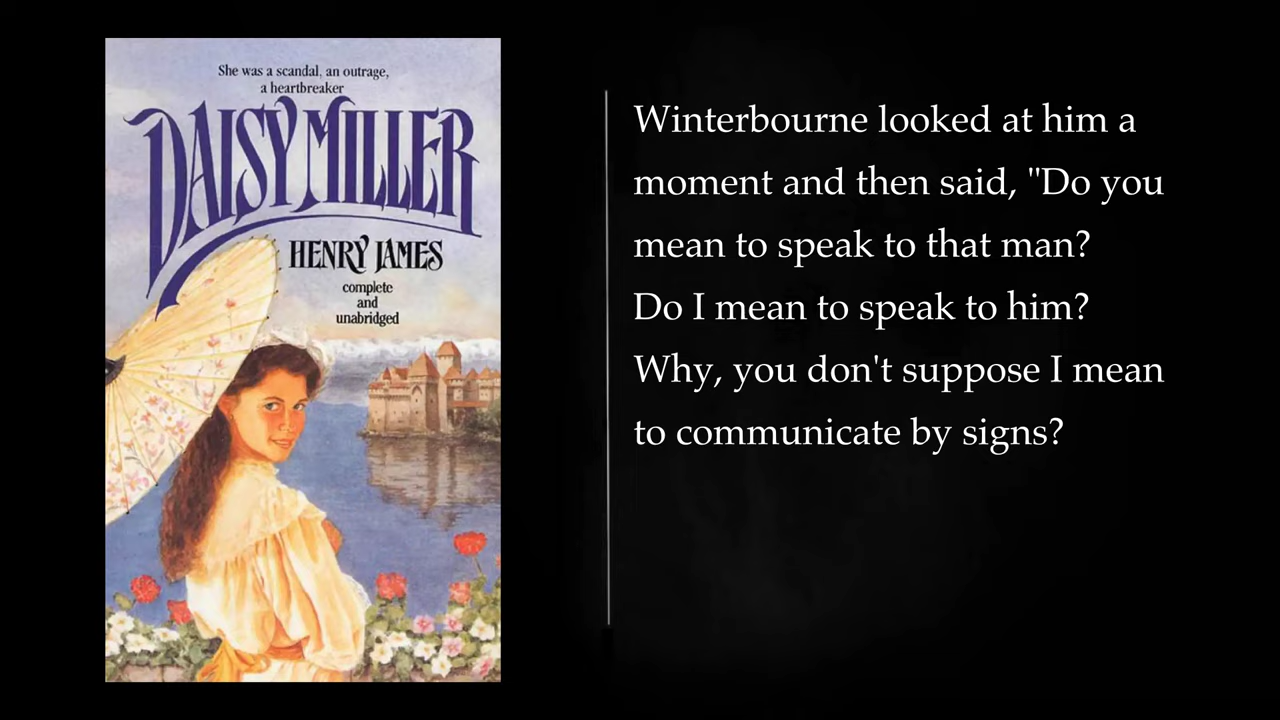 She was a scandal, an outrage,
a heartbreaker
DAISY MILLER
HENRY JAMES
complete
and
unabridged
Winterbourne looked at him a
moment and then said, "Do you
mean to speak to that man?
Do I mean to speak to him?
Why, you don't suppose I mean
to communicate by signs?